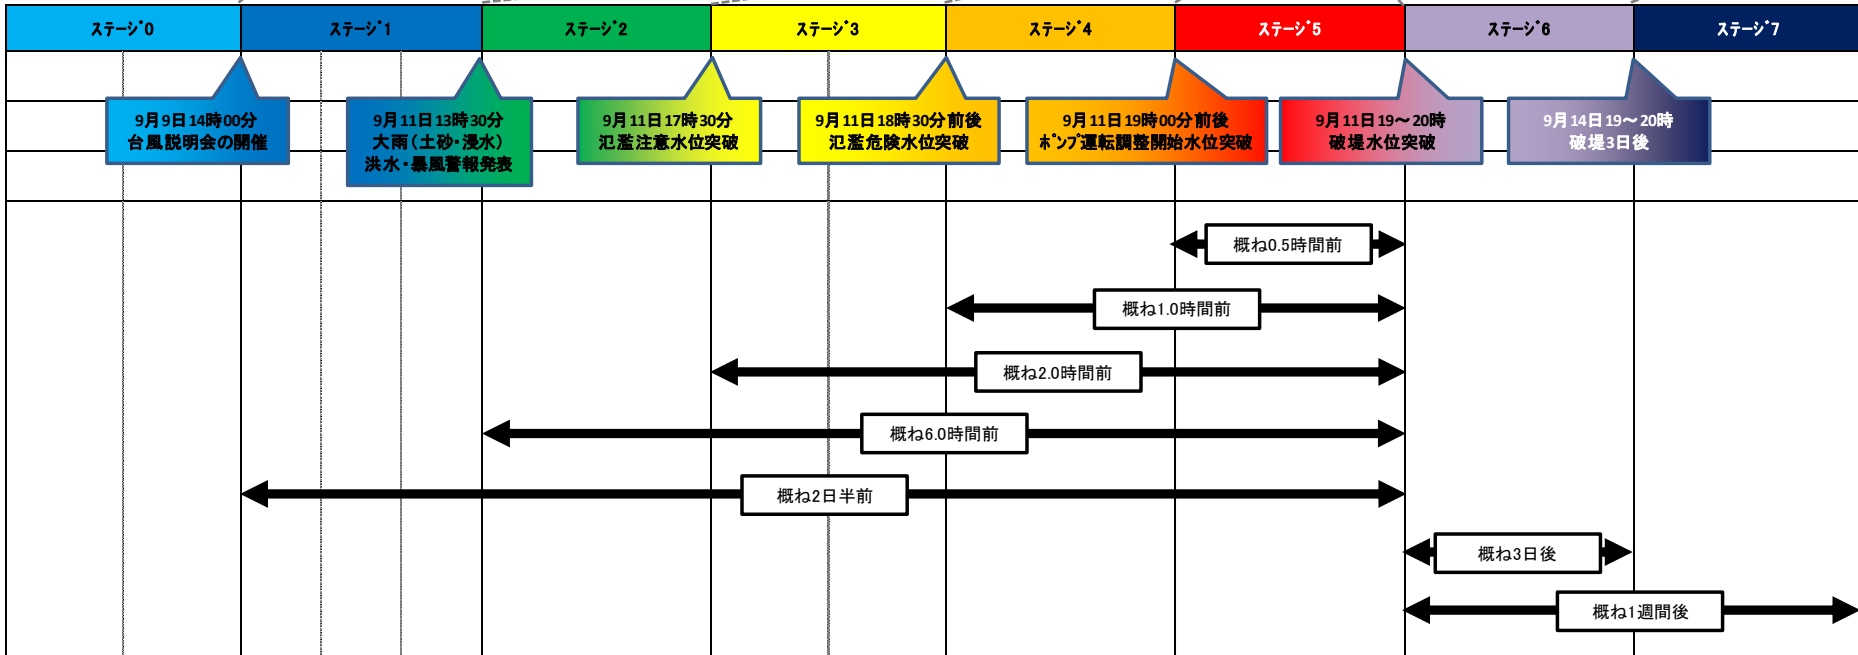 ステージ0
ステージ1
ステージ2
ステージ3
ステージ4
ステージ5
ステージ6
ステージ7
9月9日14時00分
台風説明会の開催
9月11日13時30分
大雨(土砂・浸水)
洪水・暴風警報発表
9月11日17時30分
氾濫注意水位突破
9月11日18時30分前後
氾濫危険水位突破
9月11日19時00分前後
ポンプ運転調整開始水位突破
9月11日19～20時
破堤水位突破
9月14日19～20時
破堤3日後
概ね0.5時間前
概ね1.0時間前
概ね2.0時間前
概ね6.0時間前
概ね2日半前
概ね3日後
概ね1週間後